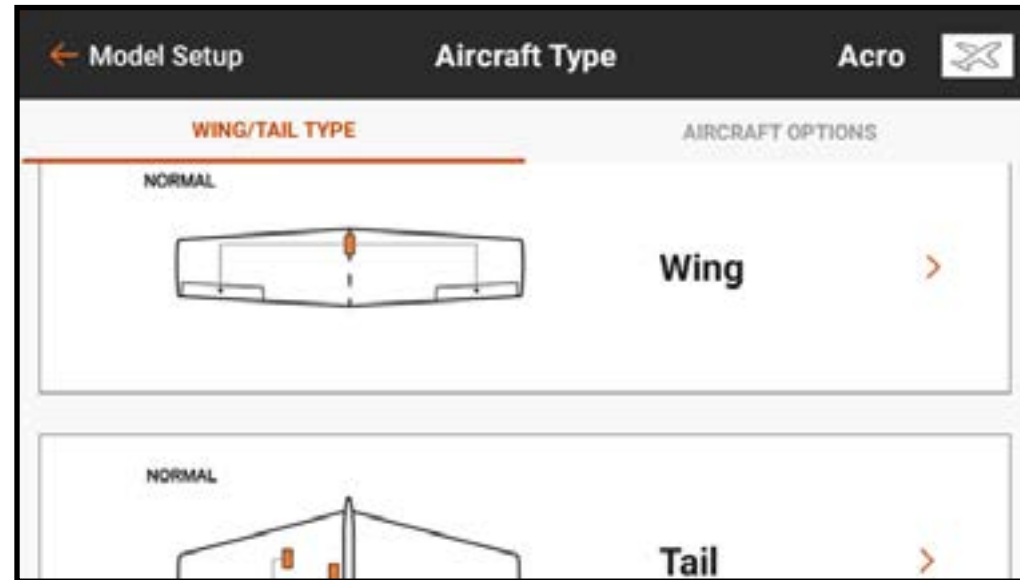 Model Setup
Aircraft Type
Acro
WING/TAIL TYPE
AIRCRAFT OPTIONS
NORMAL
Wing
NORMAL
Tail